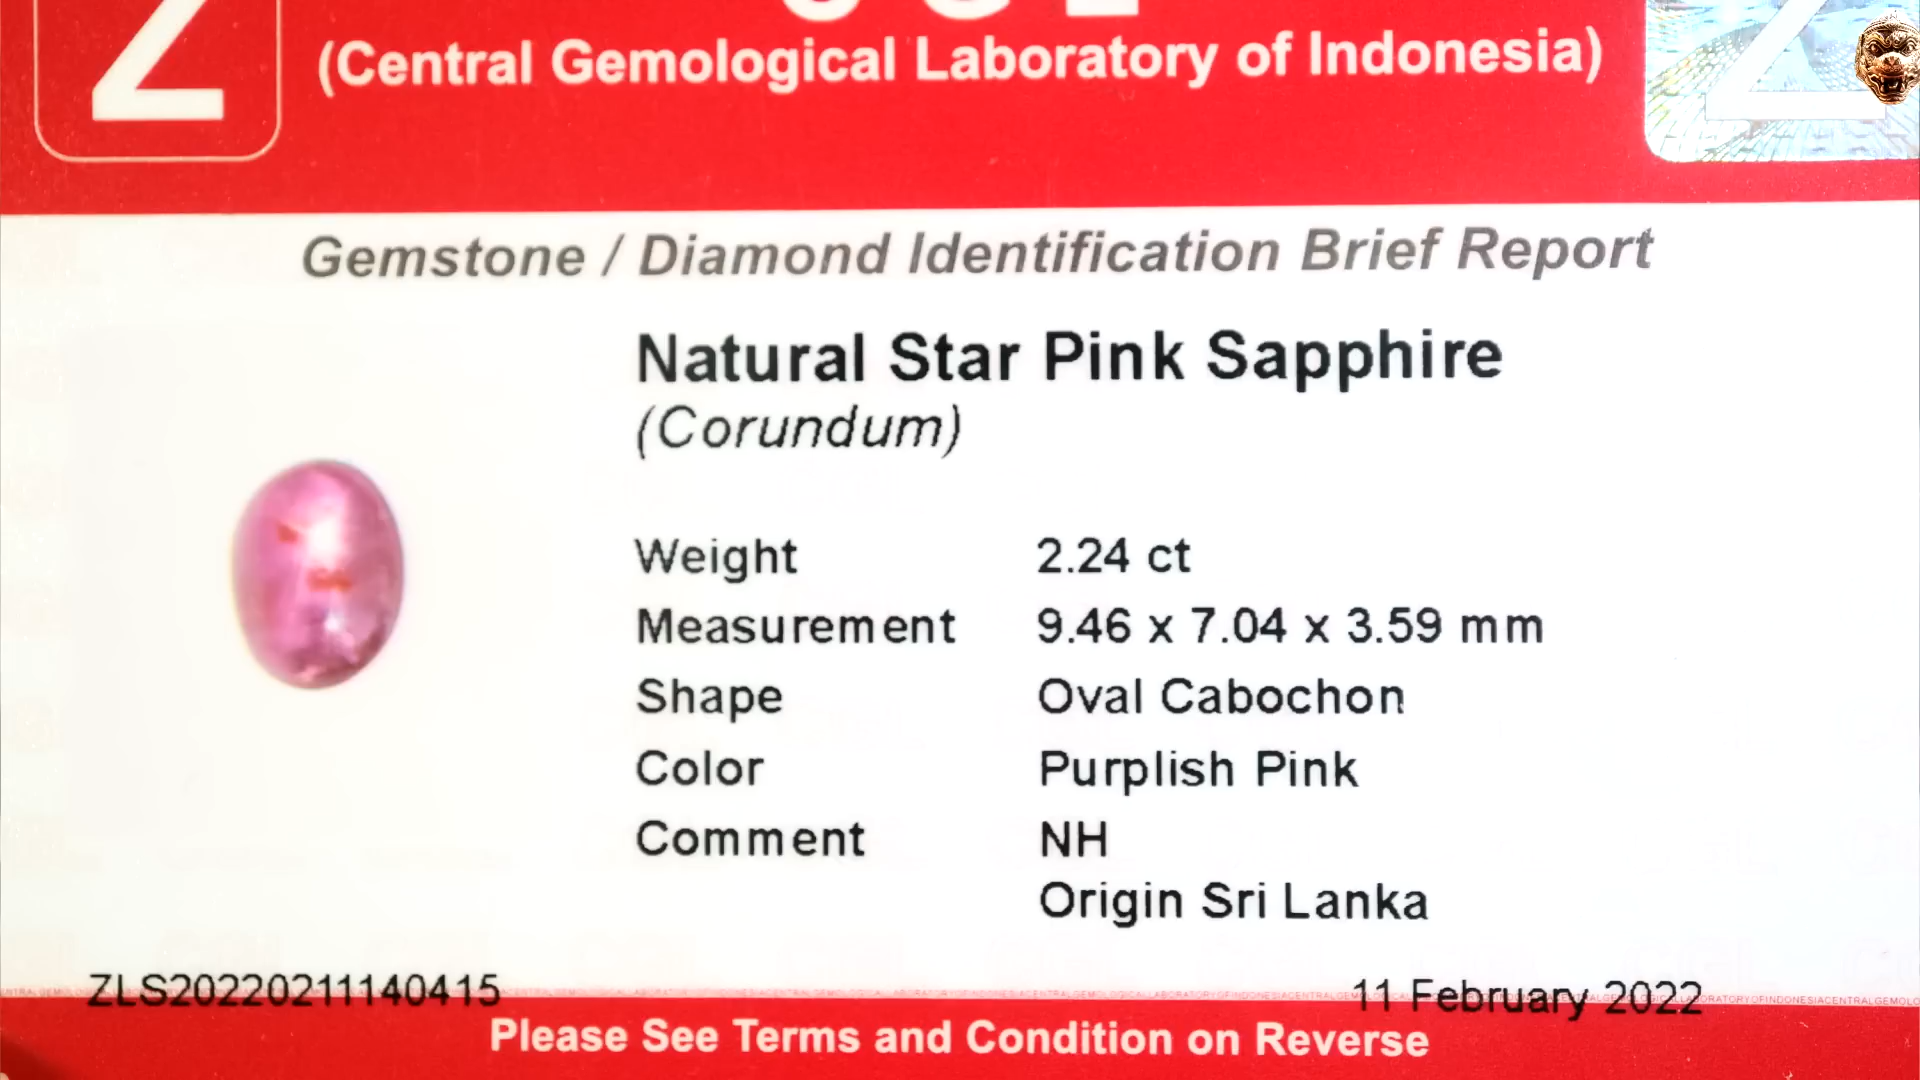 Z
(Central Gemological Laboratory of Indonesia)
Gemstone / Diamond Identification Brief Report
Natural Star Pink Sapphire
(Corundum)
Weight 2.24 ct
Measurement 9.46 x 7.04 x 3.59 mm
Shape Oval Cabochon
Color Purplish Pink
Comment NH
Origin Sri Lanka
ZLS20220211140415 11 February 2022
Please See Terms and Condition on Reverse